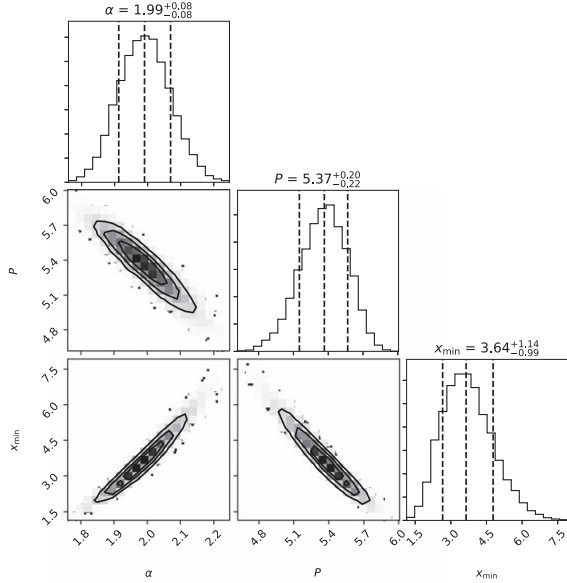 α = 1.99+0.08−0.08
P = 5.37+0.20−0.22
xmin = 3.64+1.14−0.99
6.0
5.7
5.4
5.1
4.8
P
7.5
6.0
4.5
3.0
1.5
xmin
1.8 1.9 2.0 2.1 2.2
4.8 5.1 5.4 5.7 6.0
1.5 3.0 4.5 6.0 7.5
α P xmin